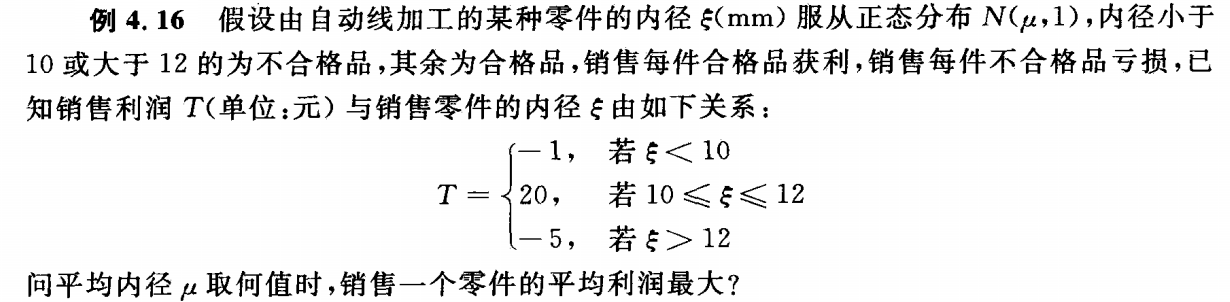 例 4.16 假设由自动线加工的某种零件的内径 ξ(mm) 服从正态分布 N(μ,1),内径小于
10 或大于 12 的为不合格品,其余为合格品,销售每件合格品获利,销售每件不合格品亏损,已
知销售利润 T(单位:元) 与销售零件的内径 ξ 由如下关系:
T = { −1, 若 ξ < 10
20, 若 10 ≤ ξ ≤ 12
−5, 若 ξ > 12
问平均内径 μ 取何值时,销售一个零件的平均利润最大?